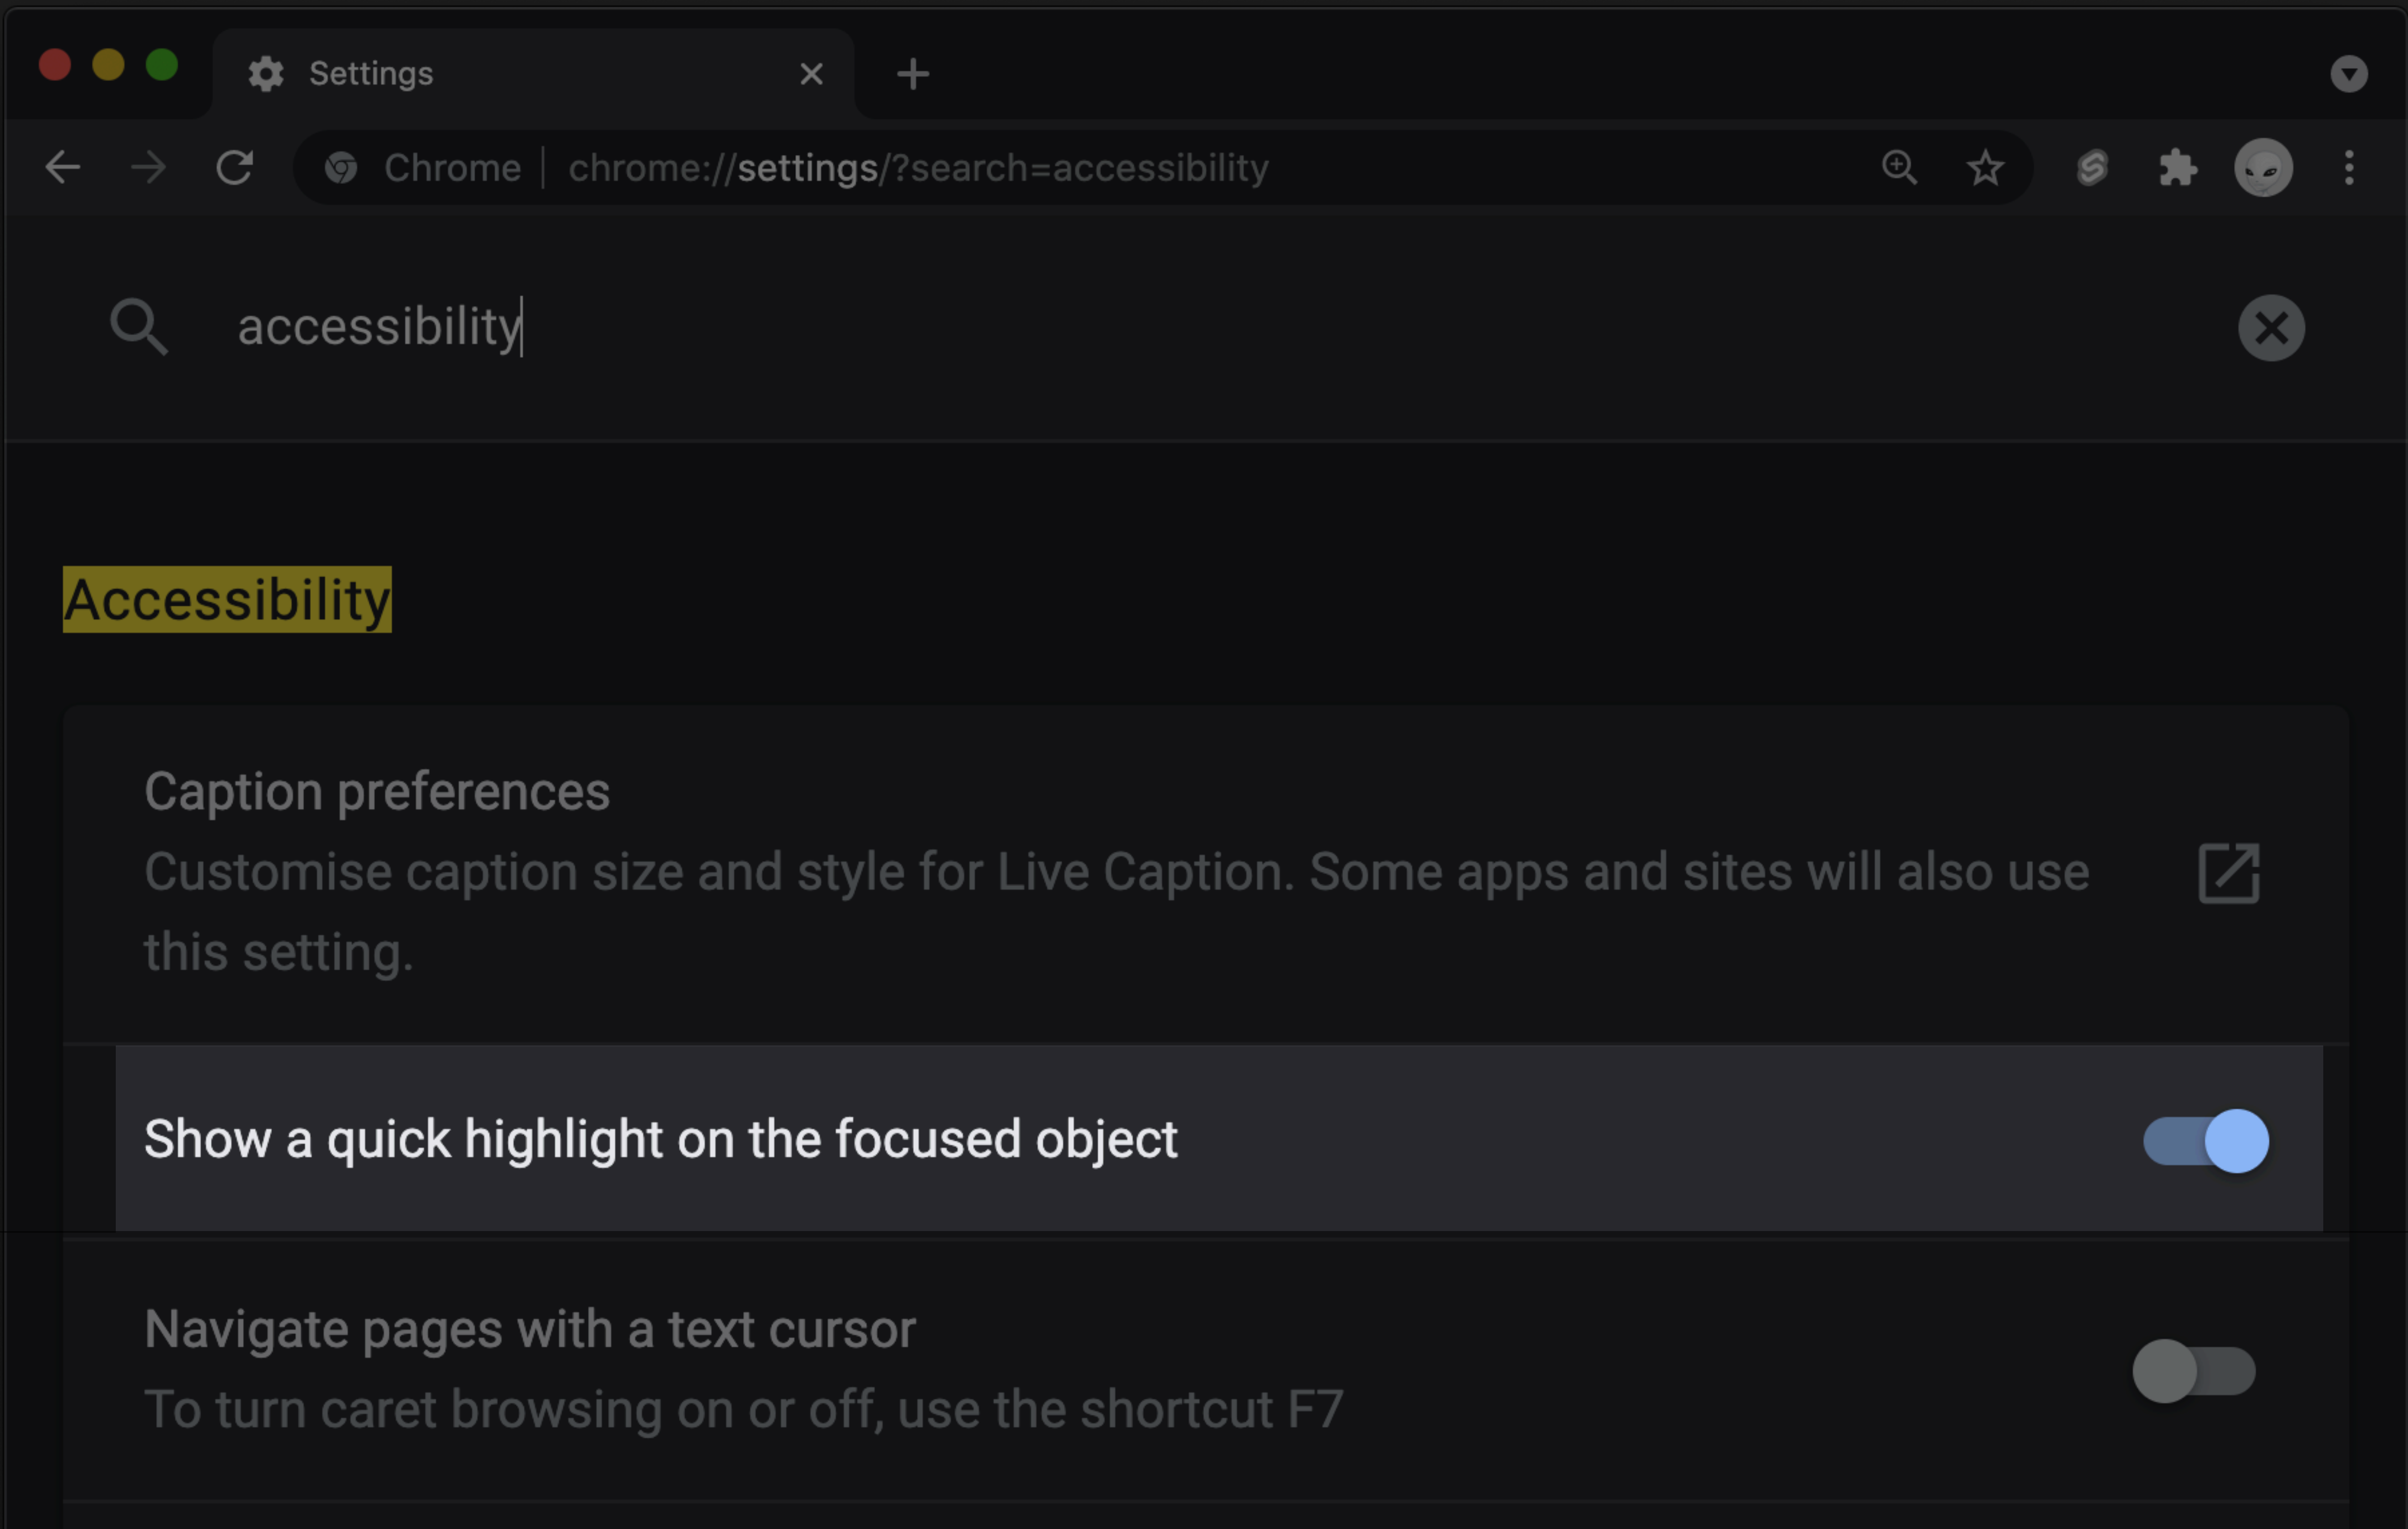 Settings
Chrome
chrome://settings/?search=accessibility
accessibility
Accessibility
Caption preferences
Customise caption size and style for Live Caption. Some apps and sites will also use
this setting.
Show a quick highlight on the focused object
Navigate pages with a text cursor
To turn caret browsing on or off, use the shortcut F7